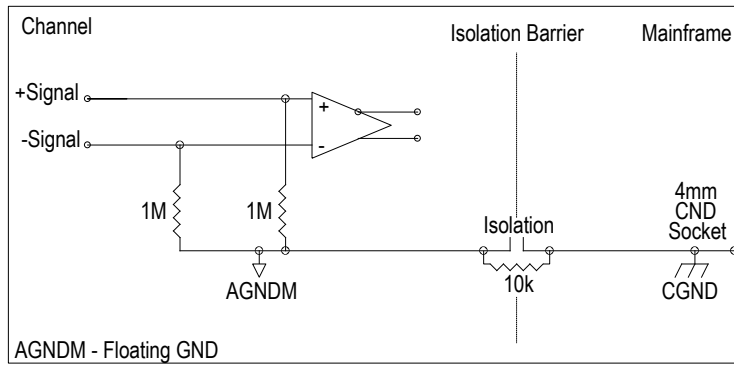 Channel
Isolation Barrier
Mainframe
+Signal
-Signal
+
-
1M
1M
Isolation
4mm
CND
Socket
10k
AGNDM
CGND
AGNDM - Floating GND